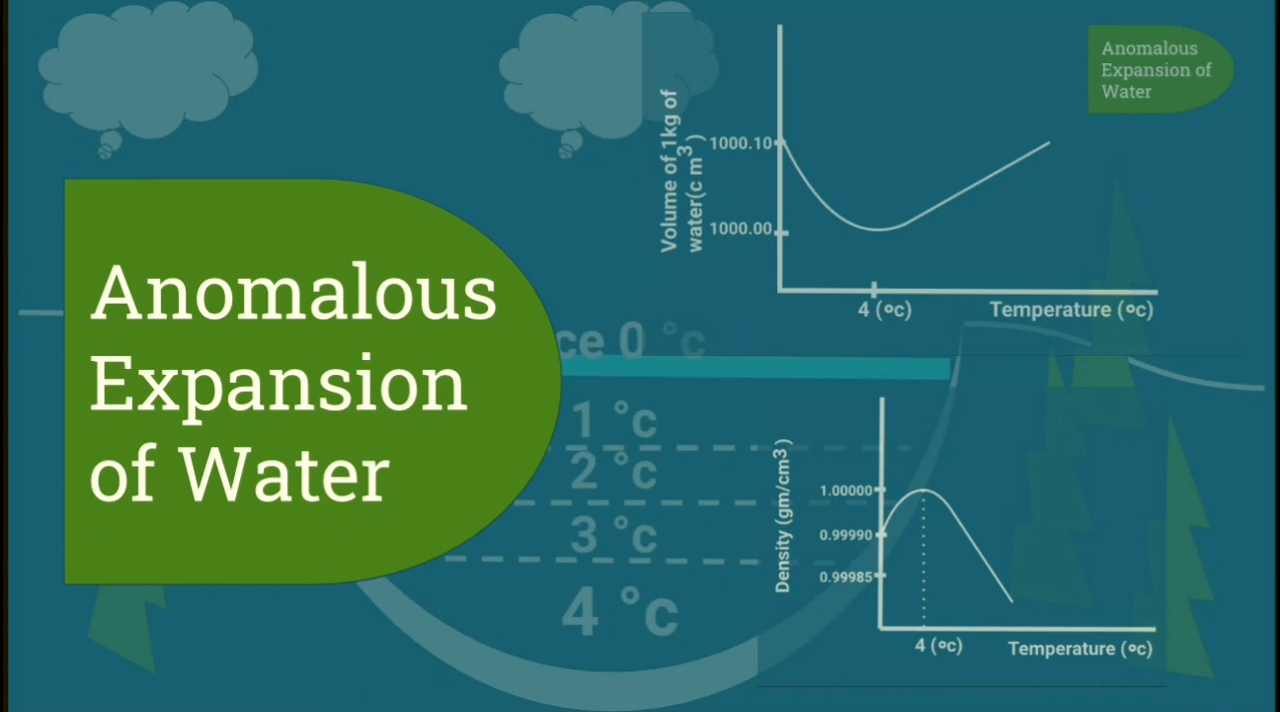 Anomalous
Expansion
of Water
Anomalous
Expansion of
Water
Volume of 1kg of
water(c m3 )
1000.10
1000.00
4 (ºc)
Temperature (ºc)
ce 0 °c
1 °c
2 °c
3 °c
4 °c
Density (gm/cm3 )
1.00000
0.99990
0.99985
4 (ºc)
Temperature (ºc)